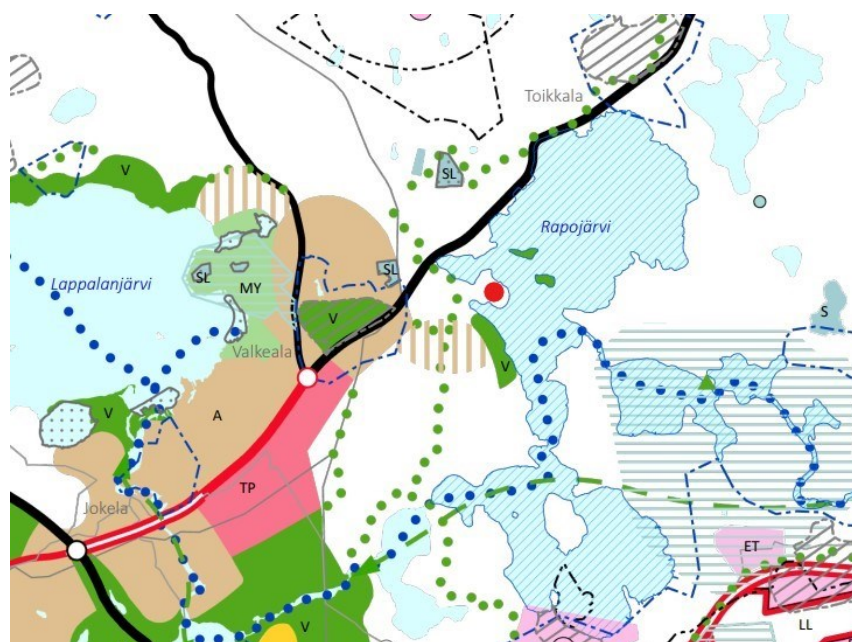 Toikkala
V
SL
Rapojärvi
SL
SL
MY
Lappalanjärvi
S
V
Valkeala
V
V
A
TP
Jokela
ET
LL
V